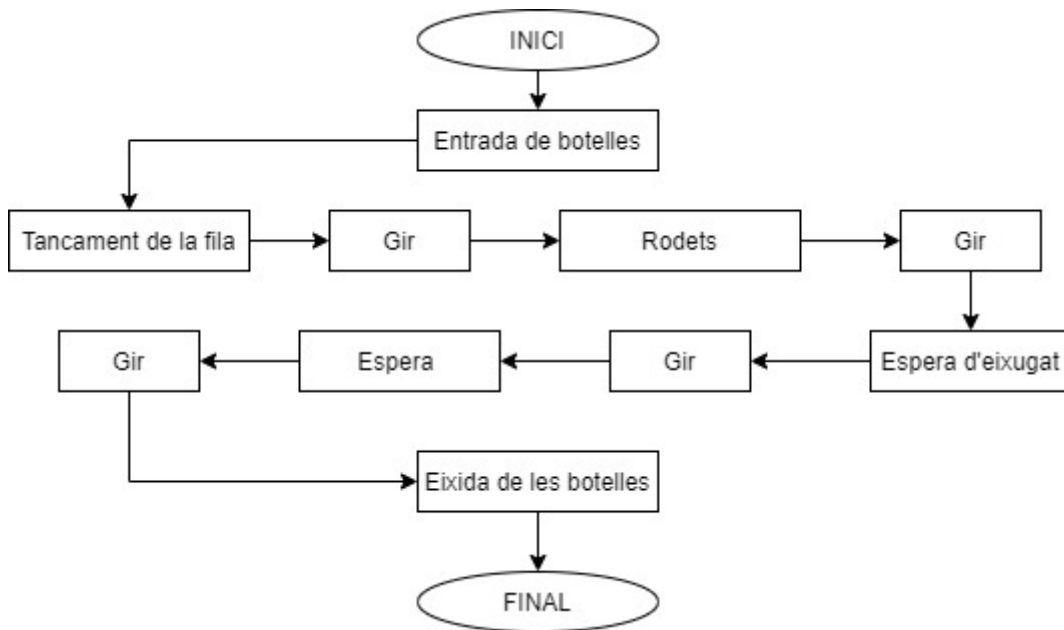 INICI
Entrada de botelles
Tancament de la fila
Gir
Rodets
Gir
Espera d'eixugat
Gir
Espera
Gir
Eixida de les botelles
FINAL